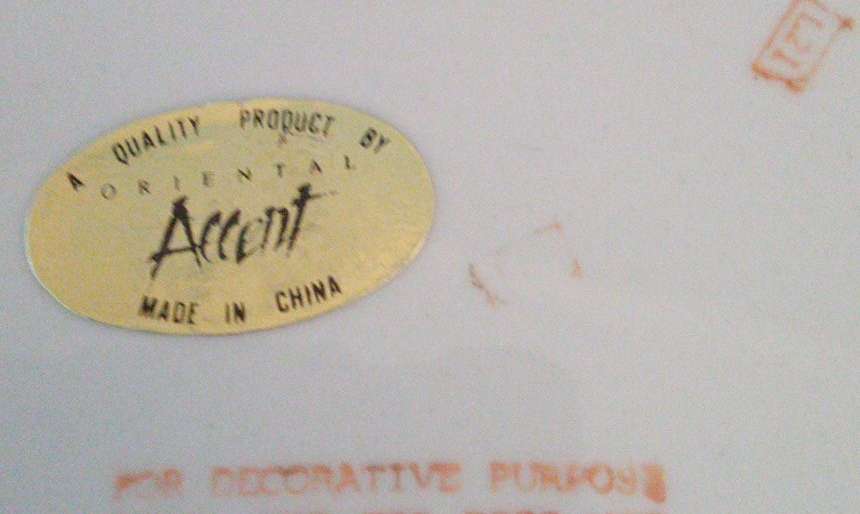 A QUALITY PRODUCT BY
ORIENTAL
Accent
MADE IN CHINA
FOR DECORATIVE PURPOSE